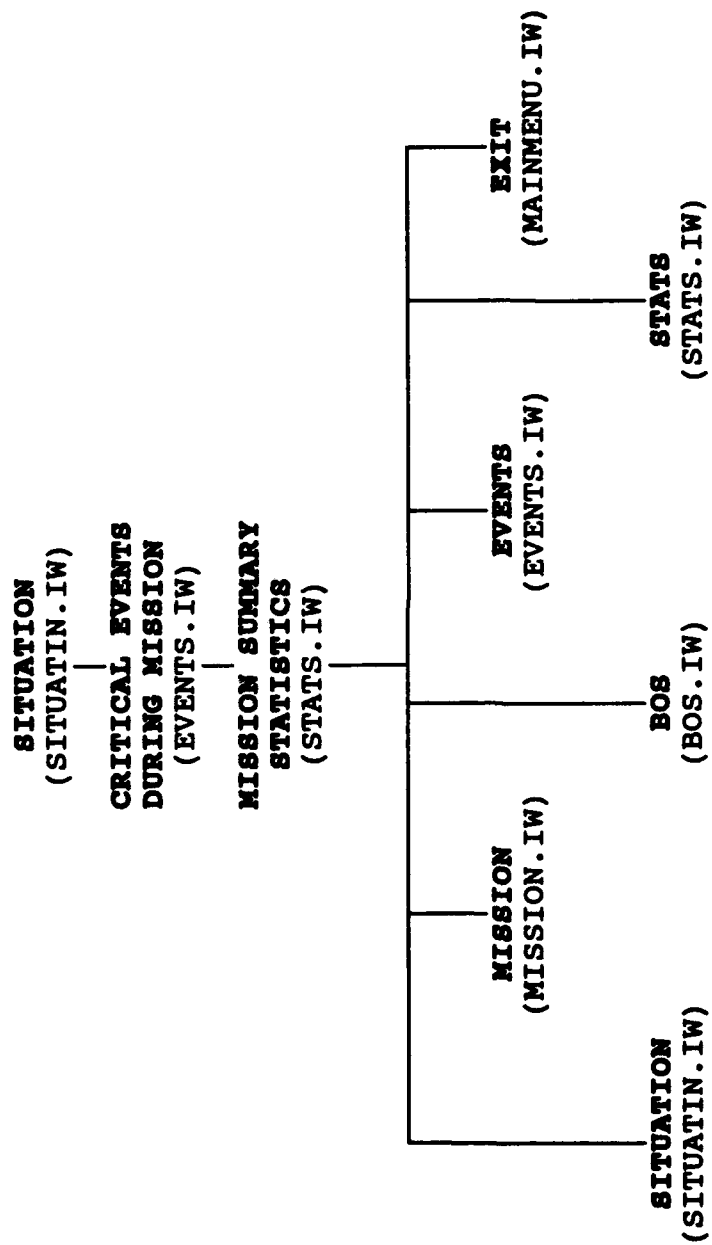 SITUATION
(SITUATIN.IW)
CRITICAL EVENTS
DURING MISSION
(EVENTS.IW)
MISSION SUMMARY
STATISTICS
(STATS.IW)
SITUATION
(SITUATIN.IW)
MISSION
(MISSION.IW)
BOS
(BOS.IW)
EVENTS
(EVENTS.IW)
STATS
(STATS.IW)
EXIT
(MAINMENU.IW)